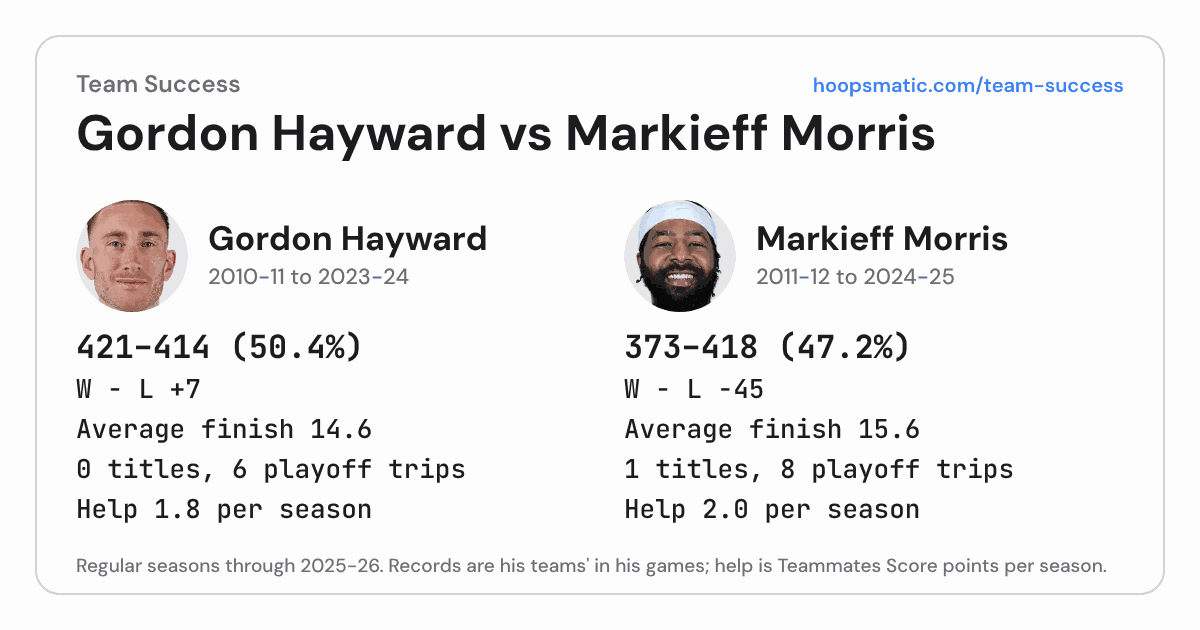 Team Success
hoopsmatic.com/team-success
Gordon Hayward vs Markieff Morris
Gordon Hayward
2010-11 to 2023-24
421-414 (50.4%)
W - L +7
Average finish 14.6
0 titles, 6 playoff trips
Help 1.8 per season
Markieff Morris
2011-12 to 2024-25
373-418 (47.2%)
W - L -45
Average finish 15.6
1 titles, 8 playoff trips
Help 2.0 per season
Regular seasons through 2025-26. Records are his teams' in his games; help is Teammates Score points per season.